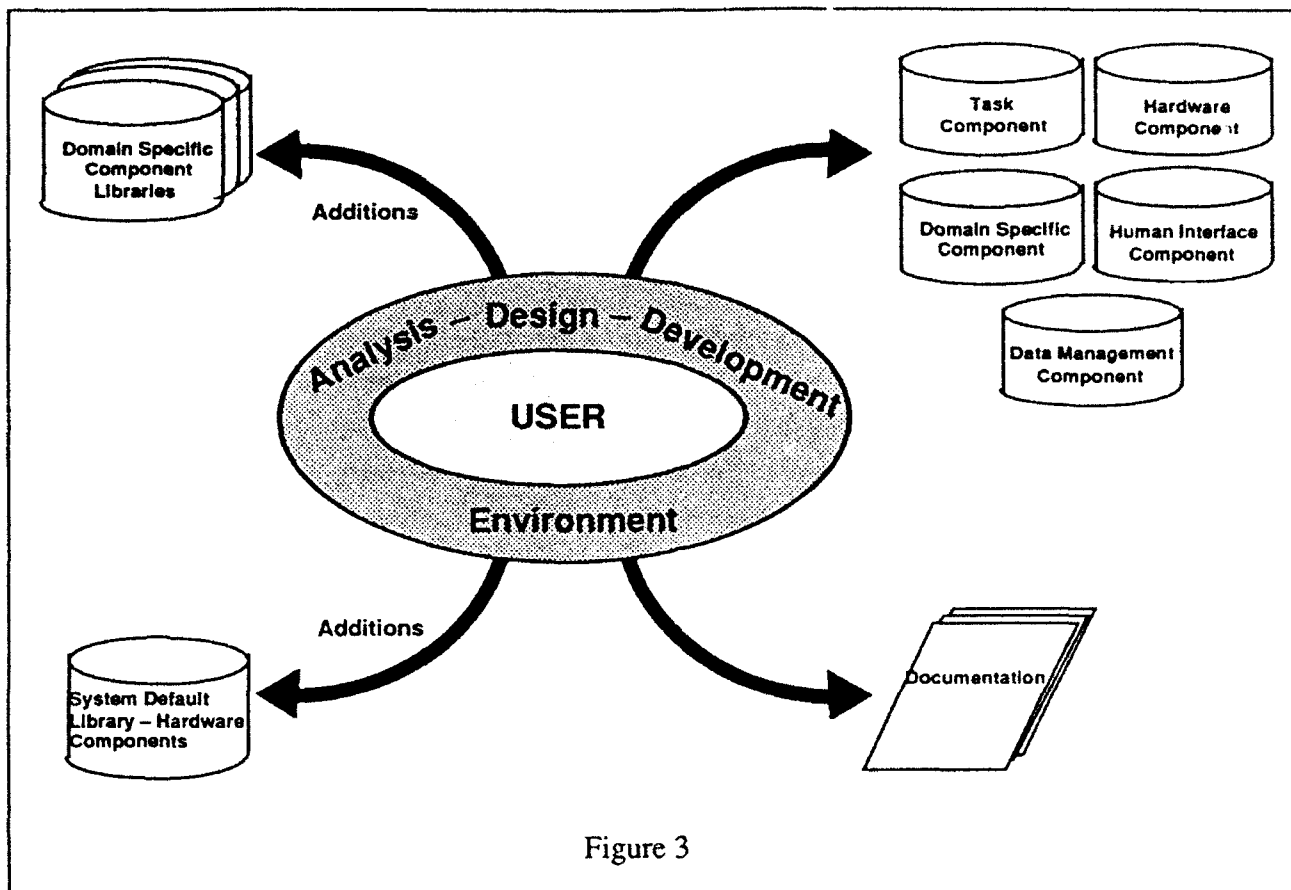 Domain Specific
Component
Libraries
Additions
Task
Component
Hardware
Component
Domain Specific
Component
Human Interface
Component
Data Management
Component
Analysis – Design – Development
USER
Environment
Additions
System Default
Library – Hardware
Components
Documentation
Figure 3